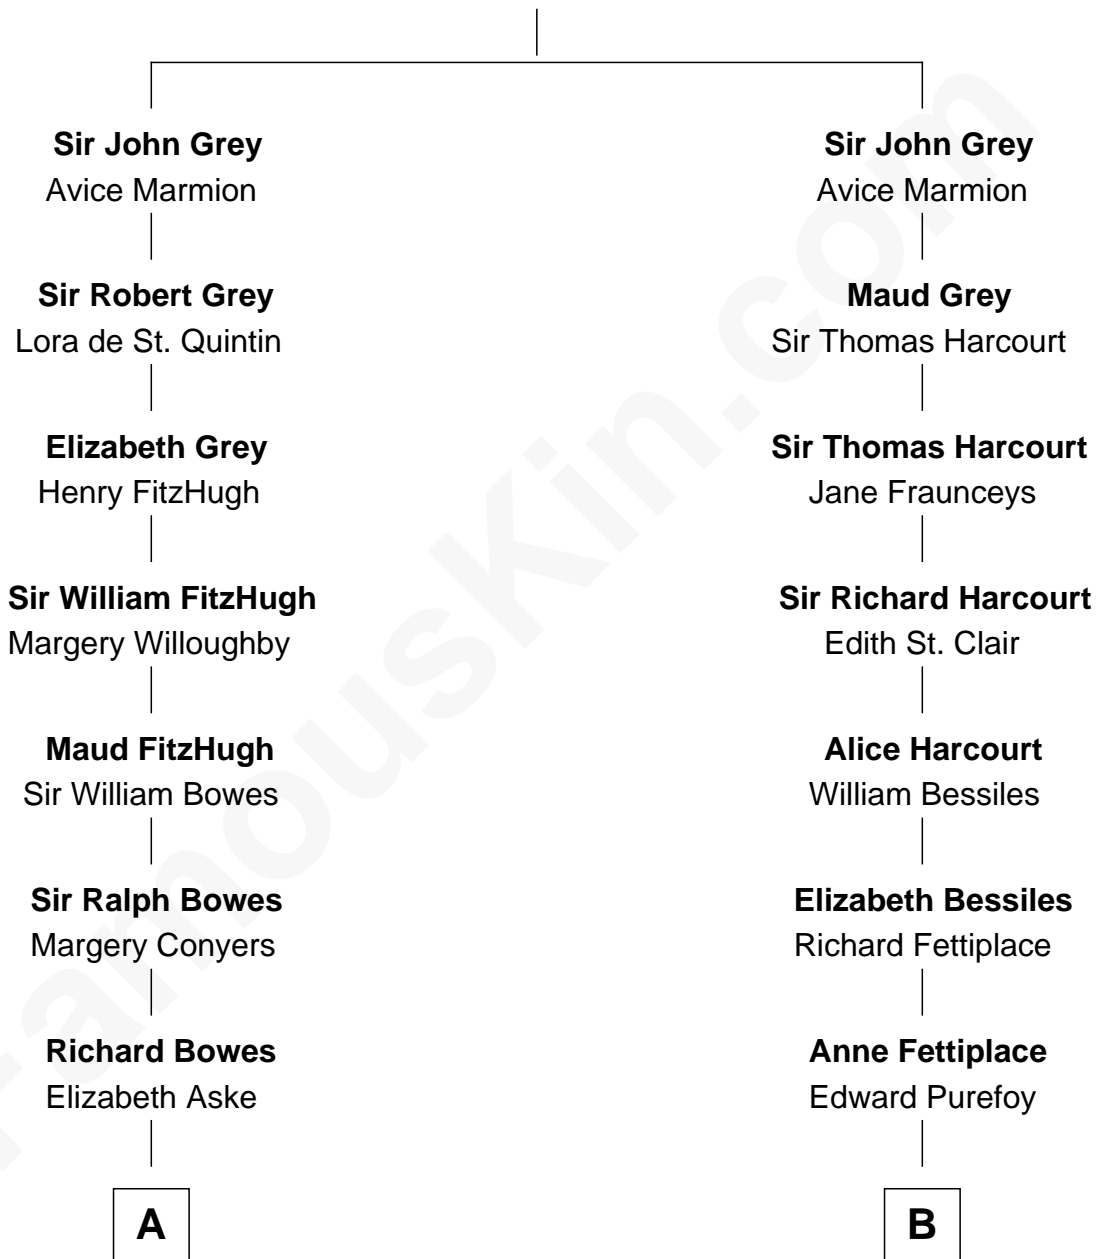 Sir John Grey
Avice Marmion
Sir Robert Grey
Lora de St. Quintin
Elizabeth Grey
Henry FitzHugh
Sir William FitzHugh
Margery Willoughby
Maud FitzHugh
Sir William Bowes
Sir Ralph Bowes
Margery Conyers
Richard Bowes
Elizabeth Aske
A
Sir John Grey
Avice Marmion
Maud Grey
Sir Thomas Harcourt
Sir Thomas Harcourt
Jane Fraunceys
Sir Richard Harcourt
Edith St. Clair
Alice Harcourt
William Bessiles
Elizabeth Bessiles
Richard Fettiplace
Anne Fettiplace
Edward Purefoy
B
FamousKin.com